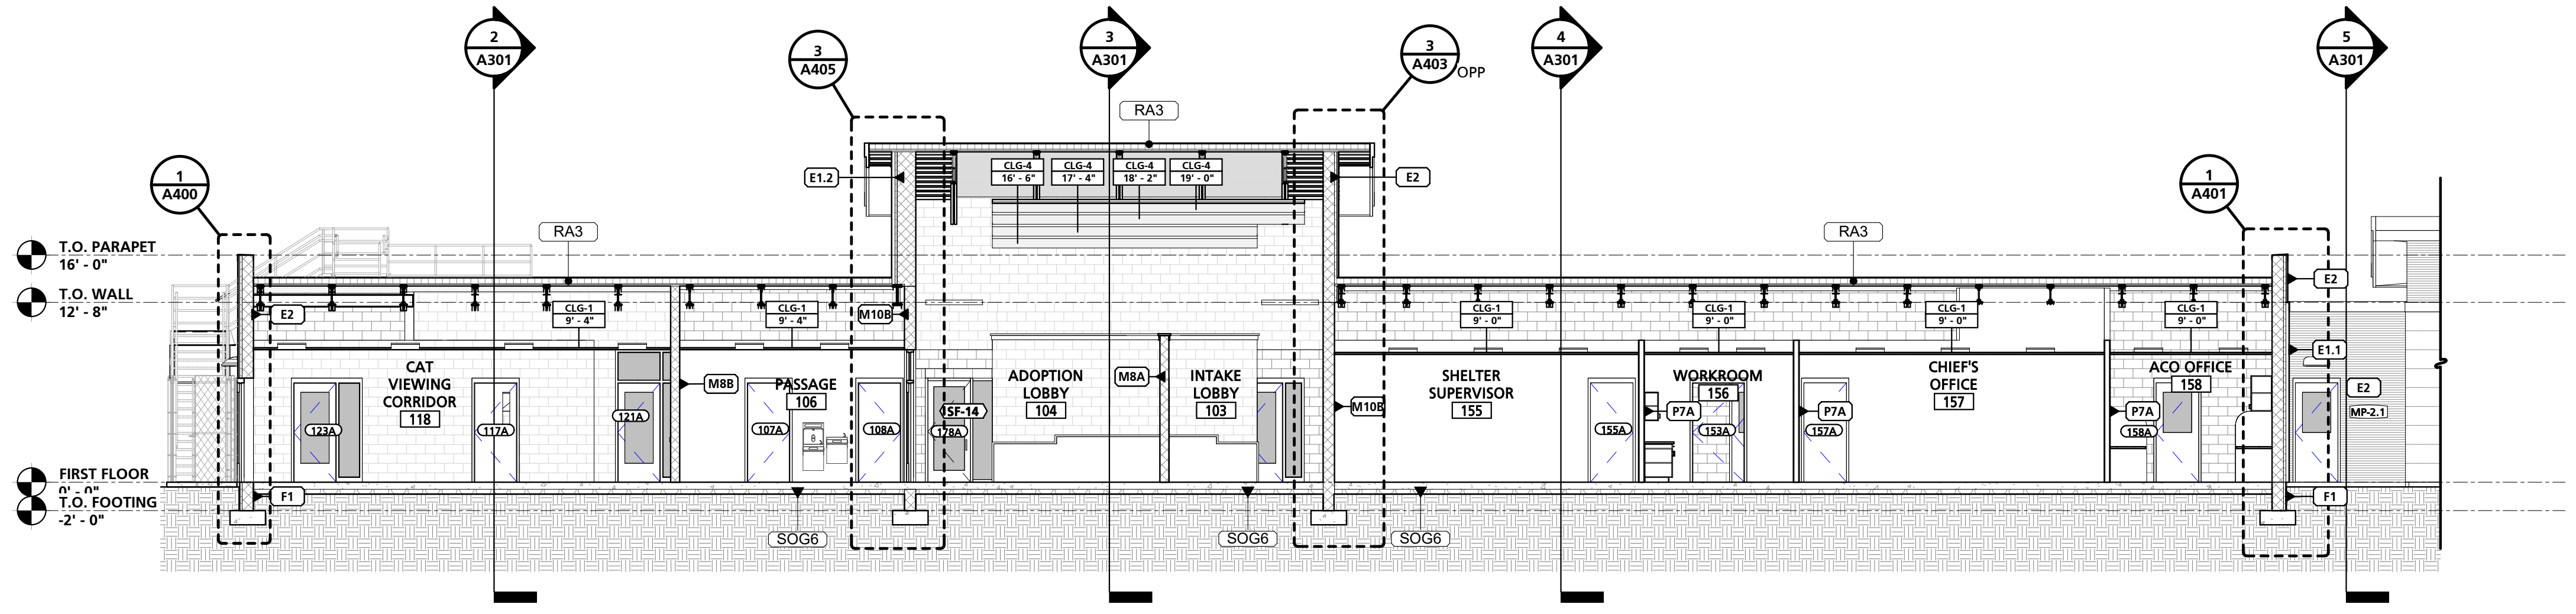 2
A301
3
A405
3
A301
3
A403
OPP
4
A301
5
A301
RA3
1
A400
E1.2
CLG-4
16' - 6"
CLG-4
17' - 4"
CLG-4
18' - 2"
CLG-4
19' - 0"
E2
1
A401
T.O. PARAPET
16' - 0"
RA3
RA3
T.O. WALL
12' - 8"
E2
CLG-1
9' - 4"
CLG-1
9' - 4"
M10B
CLG-1
9' - 0"
CLG-1
9' - 0"
CLG-1
9' - 0"
CLG-1
9' - 0"
E2
E1.1
CAT
VIEWING
CORRIDOR
118
M8B
PASSAGE
106
ADOPTION
LOBBY
104
M8A
INTAKE
LOBBY
103
M10B
SHELTER
SUPERVISOR
155
WORKROOM
156
CHIEF'S
OFFICE
157
ACO OFFICE
158
E2
MP-2.1
123A
117A
121A
107A
108A
ISF-14
178A
155A
P7A
153A
P7A
157A
P7A
158A
FIRST FLOOR
0' - 0"
T.O. FOOTING
-2' - 0"
F1
F1
SOG6
SOG6
SOG6